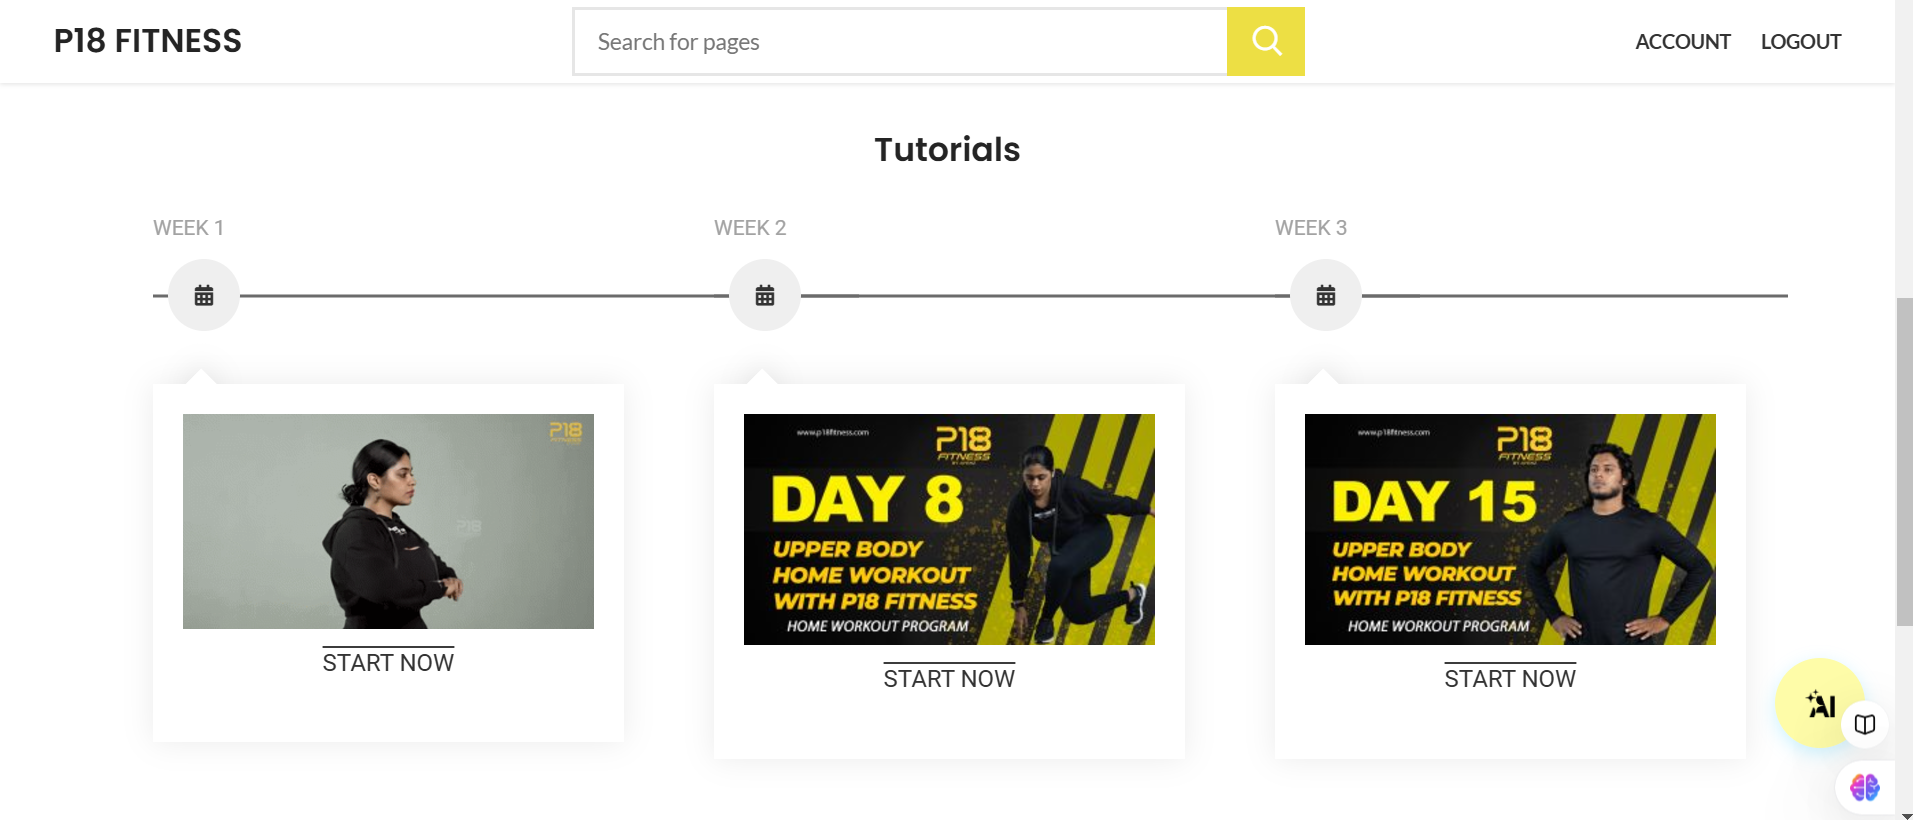 P18 FITNESS
Search for pages
ACCOUNT LOGOUT
Tutorials
WEEK 1
P18
FITNESS
P18
START NOW
WEEK 2
www.p18fitness.com
P18
FITNESS
DAY 8
UPPER BODY
HOME WORKOUT
WITH P18 FITNESS
HOME WORKOUT PROGRAM
START NOW
WEEK 3
www.p18fitness.com
P18
FITNESS
DAY 15
UPPER BODY
HOME WORKOUT
WITH P18 FITNESS
HOME WORKOUT PROGRAM
START NOW
AI